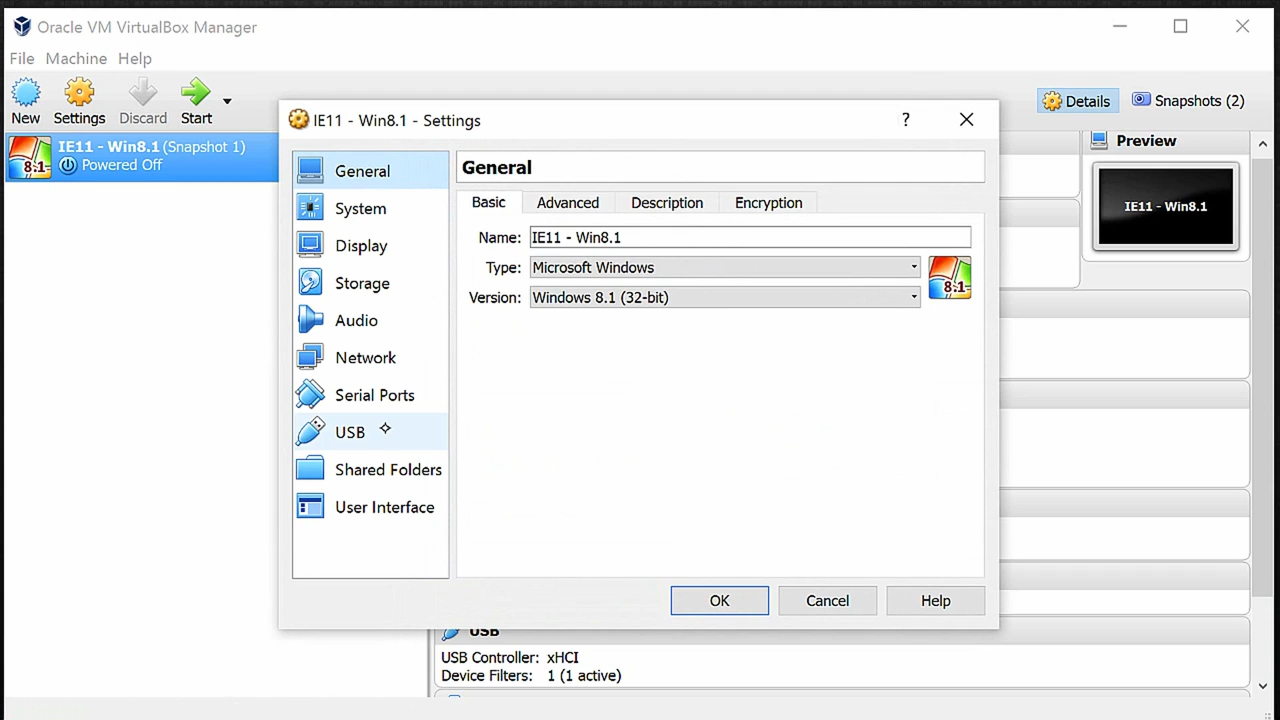 Oracle VM VirtualBox Manager
File Machine Help
New Settings Discard Start
Details Snapshots (2)
IE11 - Win8.1 (Snapshot 1)
Powered Off
8.1
IE11 - Win8.1 - Settings
?
General
System
Display
Storage
Audio
Network
Serial Ports
USB
Shared Folders
User Interface
General
Basic Advanced Description Encryption
Name: IE11 - Win8.1
Type: Microsoft Windows
Version: Windows 8.1 (32-bit)
8.1
OK Cancel Help
Preview
IE11 - Win8.1
USB
USB Controller: xHCI
Device Filters: 1 (1 active)